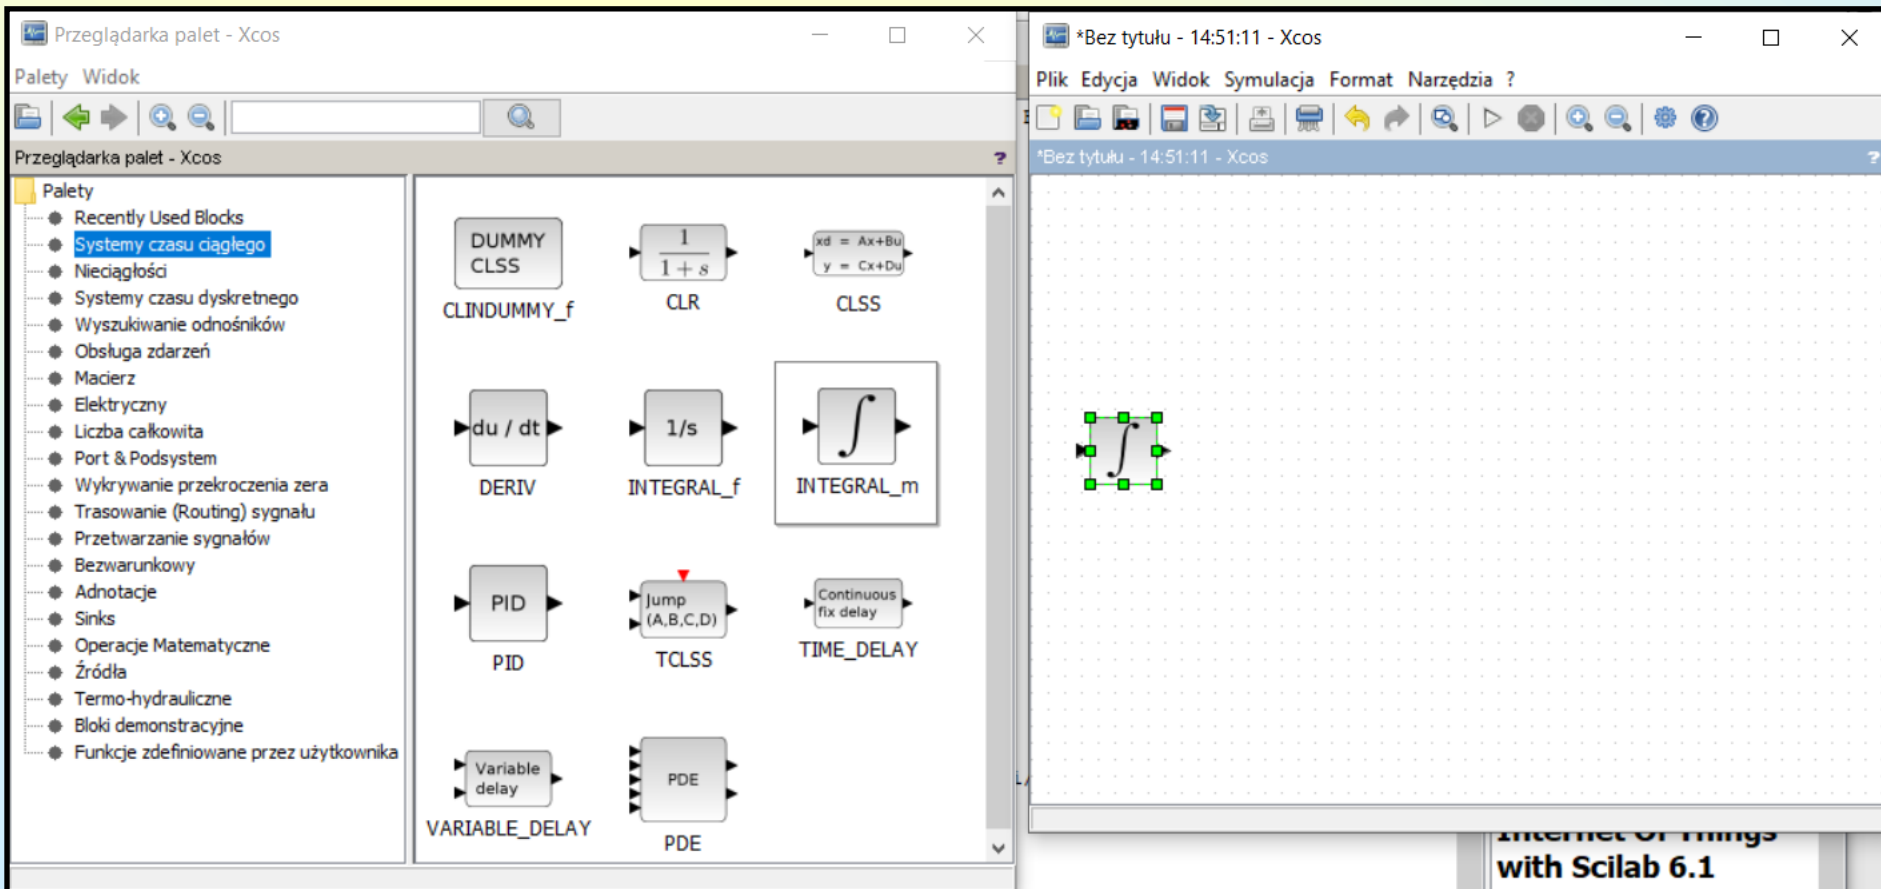 Przeglądarka palet - Xcos
Palety Widok
Przeglądarka palet - Xcos ?
Palety
Recently Used Blocks
Systemy czasu ciągłego
Nieciągłości
Systemy czasu dyskretnego
Wyszukiwanie odnośników
Obsługa zdarzeń
Macierz
Elektryczny
Liczba całkowita
Port & Podsystem
Wykrywanie przekroczenia zera
Trasowanie (Routing) sygnału
Przetwarzanie sygnałów
Bezwarunkowy
Adnotacje
Sinks
Operacje Matematyczne
Źródła
Termo-hydrauliczne
Bloki demonstracyjne
Funkcje zdefiniowane przez użytkownika
DUMMY
CLSS
CLINDUMMY_f
1
1 + s
CLR
xd = Ax+Bu
y = Cx+Du
CLSS
du / dt
DERIV
1/s
INTEGRAL_f
∫
INTEGRAL_m
PID
PID
Jump
(A,B,C,D)
TCLSS
Continuous
fix delay
TIME_DELAY
Variable
delay
VARIABLE_DELAY
PDE
PDE
*Bez tytułu - 14:51:11 - Xcos
Plik Edycja Widok Symulacja Format Narzędzia ?
*Bez tytułu - 14:51:11 - Xcos ?
∫
Internet Of Things
with Scilab 6.1